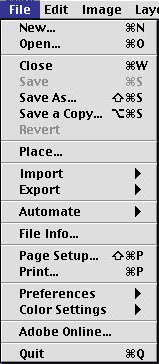 File Edit Image Lay
New... ⌘N
Open... ⌘O
Close ⌘W
Save ⌘S
Save As... ⇧⌘S
Save a Copy... ⌥⌘S
Revert
Place...
Import
Export
Automate
File Info...
Page Setup... ⇧⌘P
Print... ⌘P
Preferences
Color Settings
Adobe Online...
Quit ⌘Q